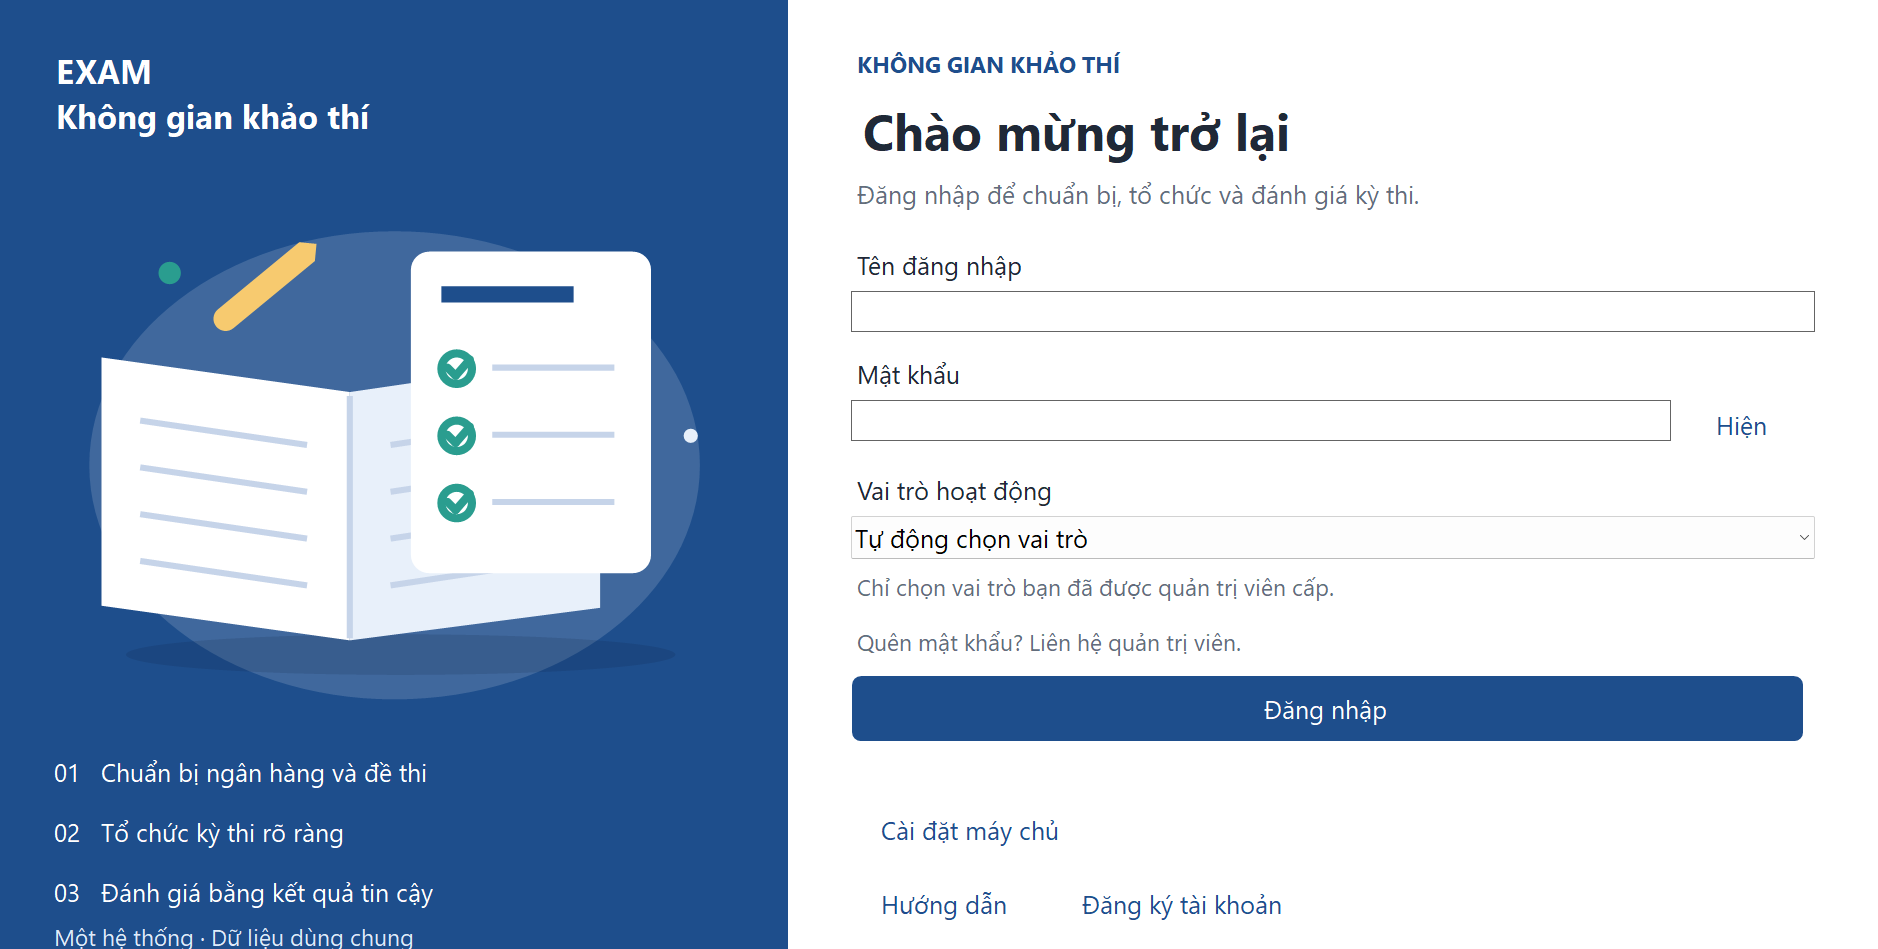 EXAM
Không gian khảo thí
01 Chuẩn bị ngân hàng và đề thi
02 Tổ chức kỳ thi rõ ràng
03 Đánh giá bằng kết quả tin cậy
Một hệ thống · Dữ liệu dùng chung
KHÔNG GIAN KHẢO THÍ
Chào mừng trở lại
Đăng nhập để chuẩn bị, tổ chức và đánh giá kỳ thi.
Tên đăng nhập
Mật khẩu
Hiện
Vai trò hoạt động
Tự động chọn vai trò
Chỉ chọn vai trò bạn đã được quản trị viên cấp.
Quên mật khẩu? Liên hệ quản trị viên.
Đăng nhập
Cài đặt máy chủ
Hướng dẫn Đăng ký tài khoản